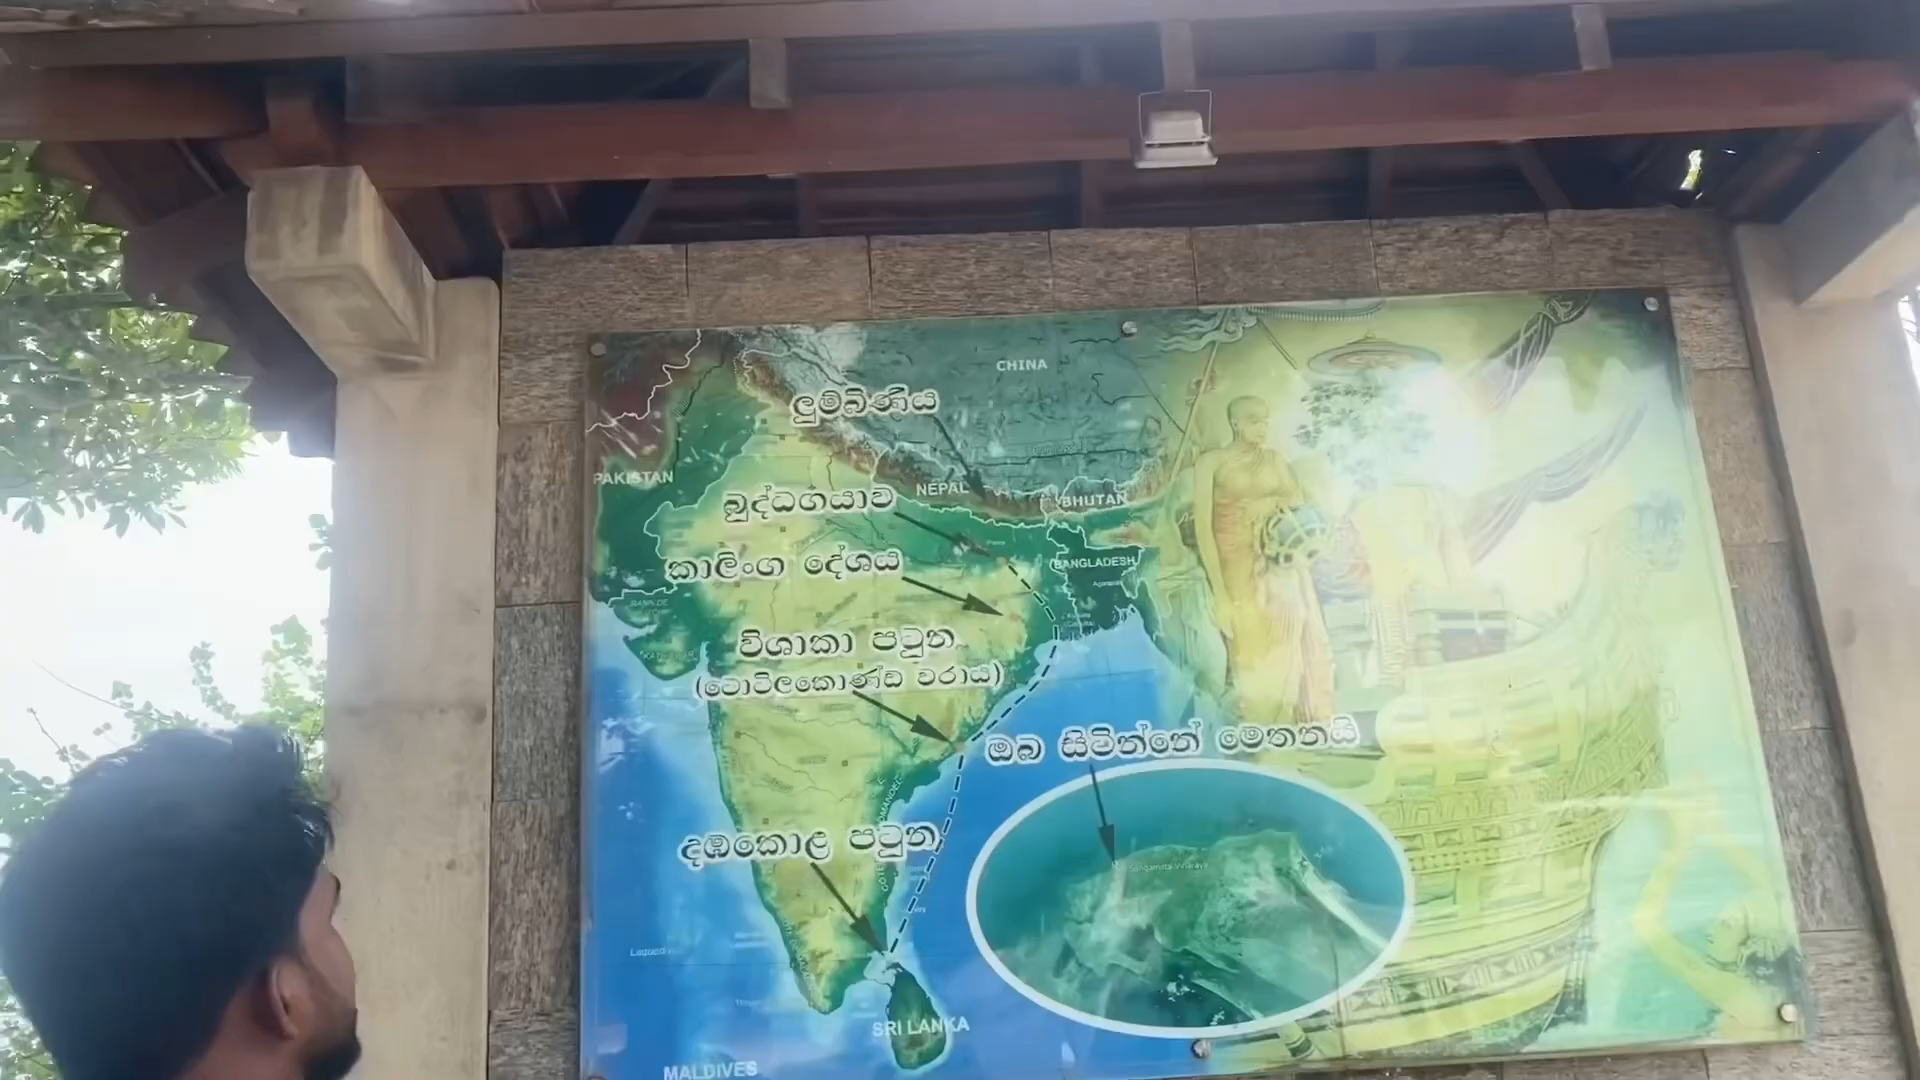 CHINA
ලුම්බිණිය
PAKISTAN
NEPAL
BHUTAN
බුද්ධගයාව
කාලිංග දේශය
BANGLADESH
විශාකා පටුන
(ටොටිලකොණ්ඩ වරාය)
ඔබ සිටින්නේ මෙතනයි
දඹකොළ පටුන
SRI LANKA
MALDIVES